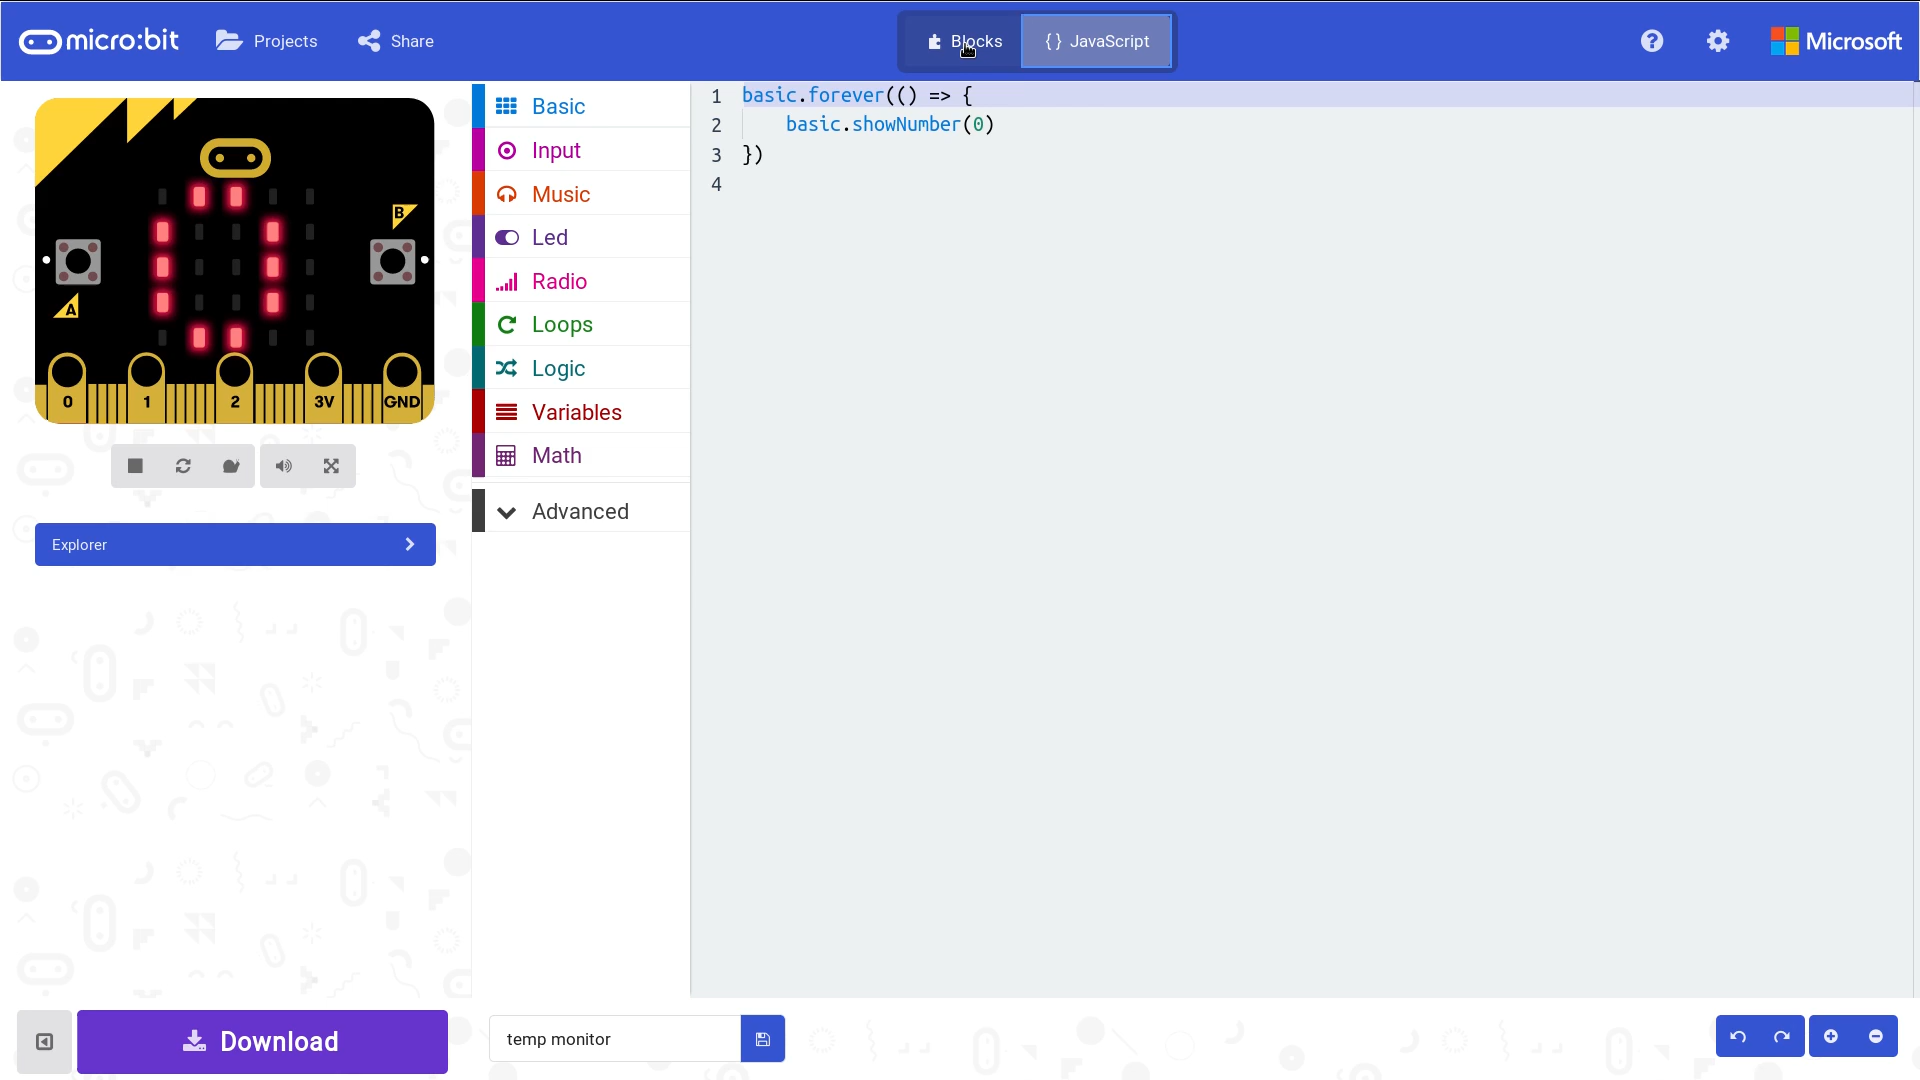 micro:bit
Projects
Share
Blocks
{ } JavaScript
Microsoft
B
A
0
1
2
3V
GND
Explorer
Basic
Input
Music
Led
Radio
Loops
Logic
Variables
Math
Advanced
1 basic.forever(() => {
2 basic.showNumber(0)
3 })
4
Download
temp monitor